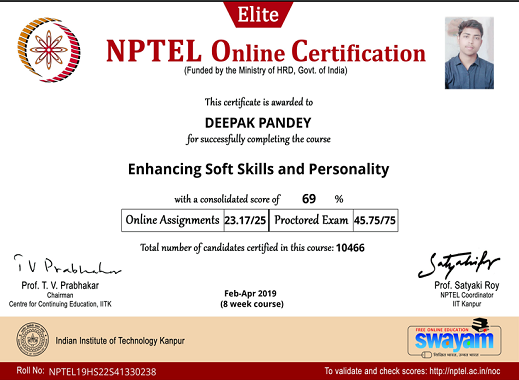 Elite
NPTEL Online Certification
(Funded by the Ministry of HRD, Govt. of India)
This certificate is awarded to
DEEPAK PANDEY
for successfully completing the course
Enhancing Soft Skills and Personality
with a consolidated score of 69 %
Online Assignments 23.17/25 Proctored Exam 45.75/75
Total number of candidates certified in this course: 10466
T V Prabhakar
Prof. T. V. Prabhakar
Chairman
Centre for Continuing Education, IITK
Feb-Apr 2019
(8 week course)
Prof. Satyaki Roy
NPTEL Coordinator
IIT Kanpur
Indian Institute of Technology Kanpur
FREE ONLINE EDUCATION
swayam
शिक्षित भारत, उन्नत भारत
Roll No: NPTEL19HS22S41330238
To validate and check scores: http://nptel.ac.in/noc